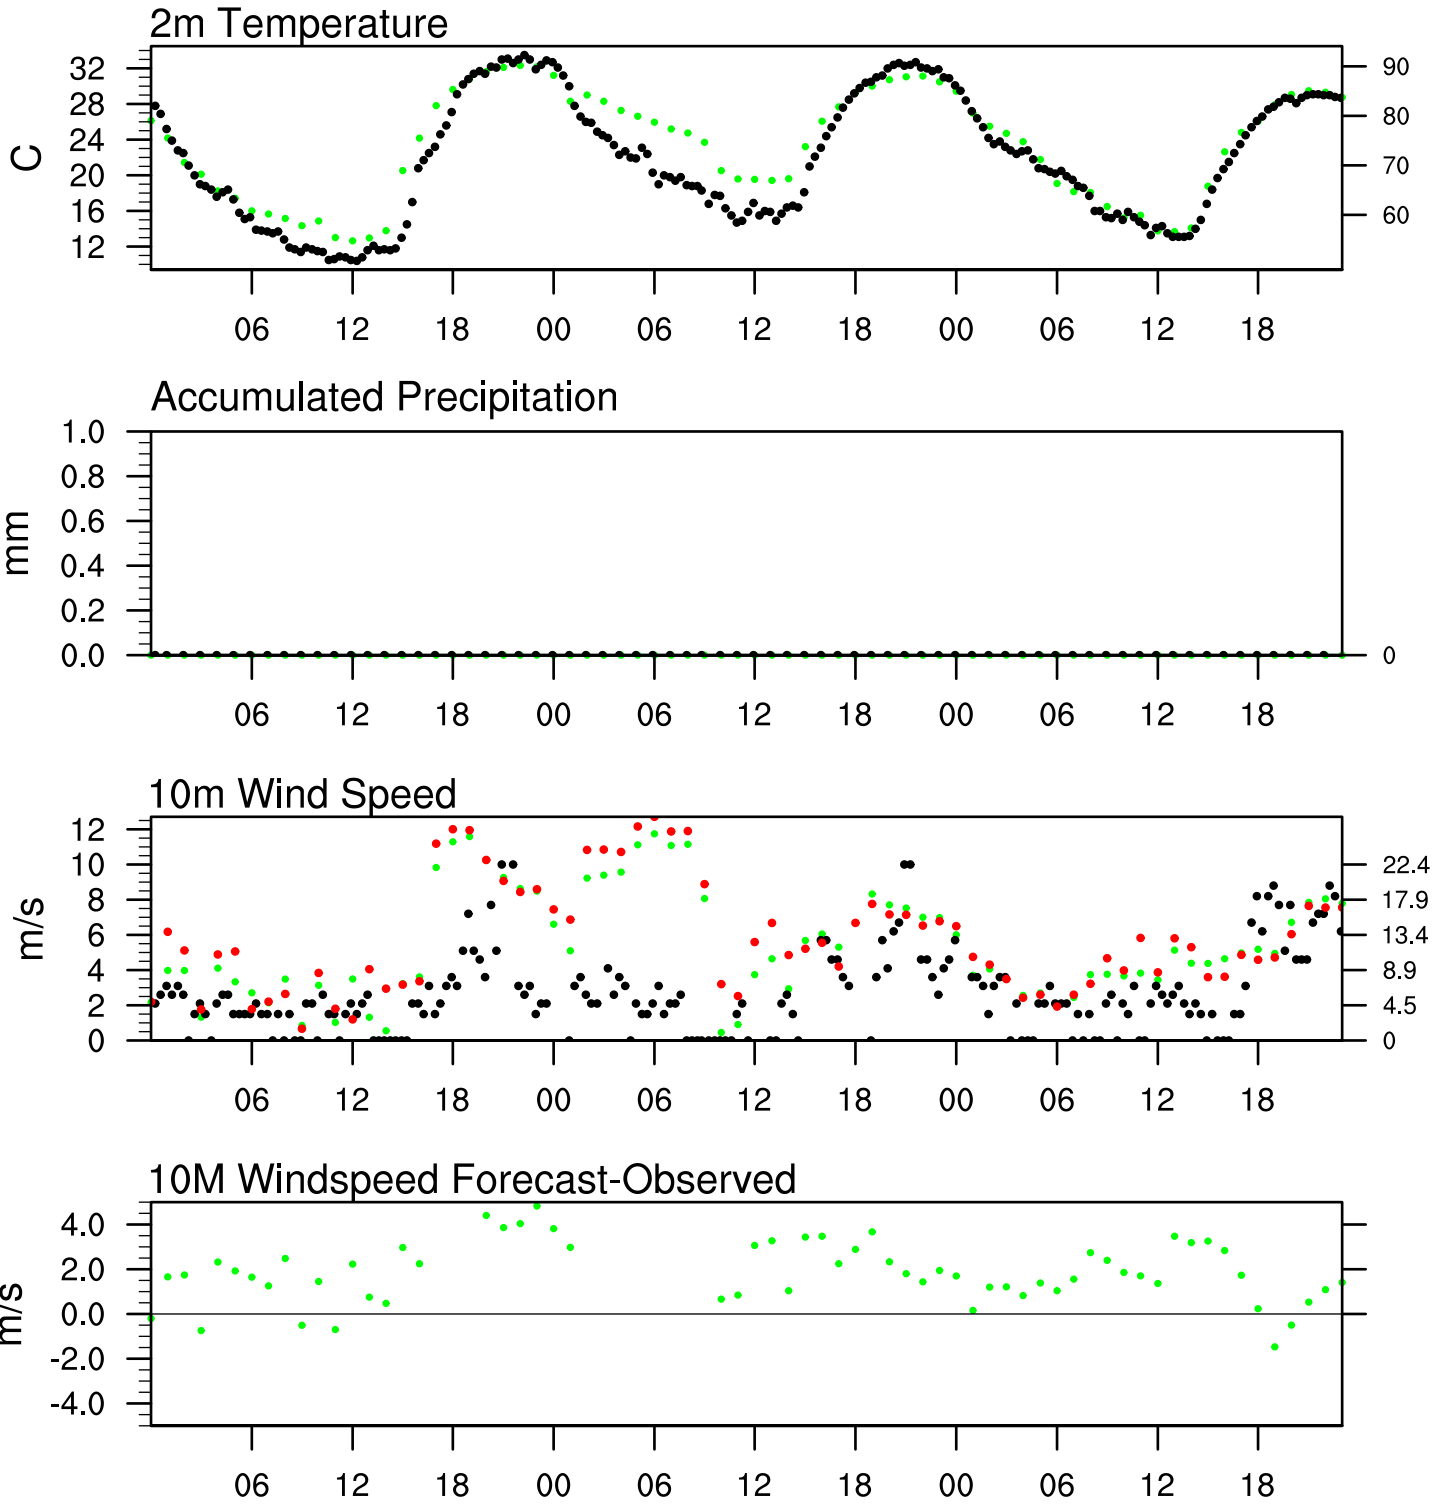 2m Temperature
32
28
24
20
16
12
C
90
80
70
60
06 12 18 00 06 12 18 00 06 12 18
Accumulated Precipitation
1.0
0.8
0.6
0.4
0.2
0.0
mm
0
06 12 18 00 06 12 18 00 06 12 18
10m Wind Speed
12
10
8
6
4
2
0
m/s
22.4
17.9
13.4
8.9
4.5
0
06 12 18 00 06 12 18 00 06 12 18
10M Windspeed Forecast-Observed
4.0
2.0
0.0
-2.0
-4.0
m/s
06 12 18 00 06 12 18 00 06 12 18